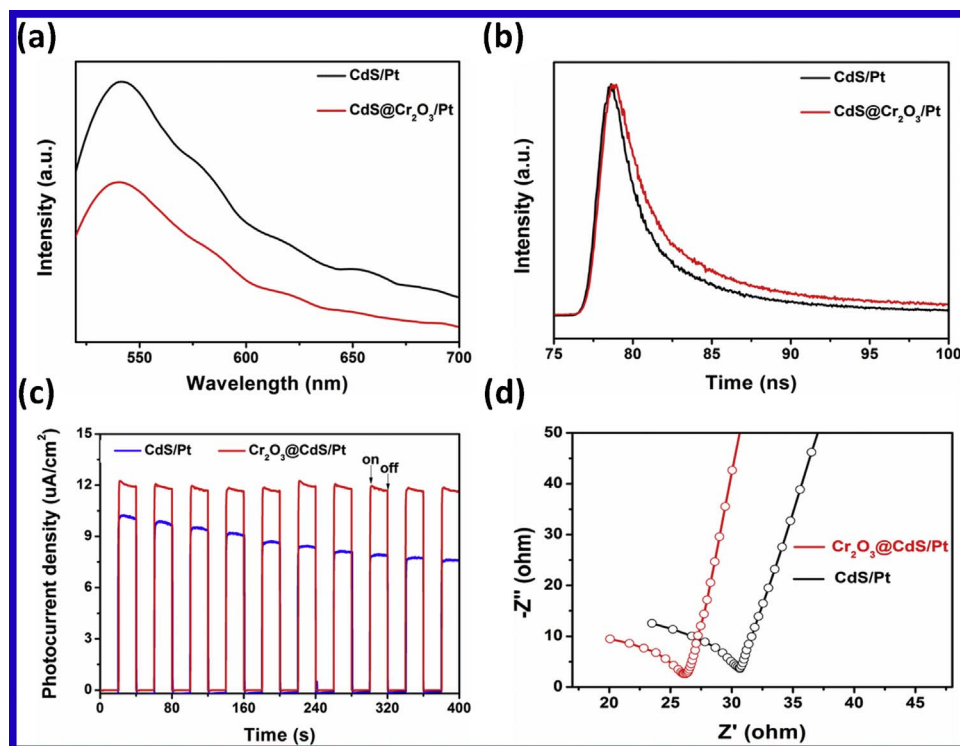 (a)
CdS/Pt
CdS@Cr₂O₃/Pt
Intensity (a.u.)
550 600 650 700
Wavelength (nm)
(b)
CdS/Pt
CdS@Cr₂O₃/Pt
Intensity (a.u.)
75 80 85 90 95 100
Time (ns)
(c)
CdS/Pt Cr₂O₃@CdS/Pt
on
off
Photocurrent density (uA/cm²)
15
12
9
6
3
0
0 80 160 240 320 400
Time (s)
(d)
50
40
30
20
10
0
-Z'' (ohm)
Cr₂O₃@CdS/Pt
CdS/Pt
20 25 30 35 40 45
Z' (ohm)